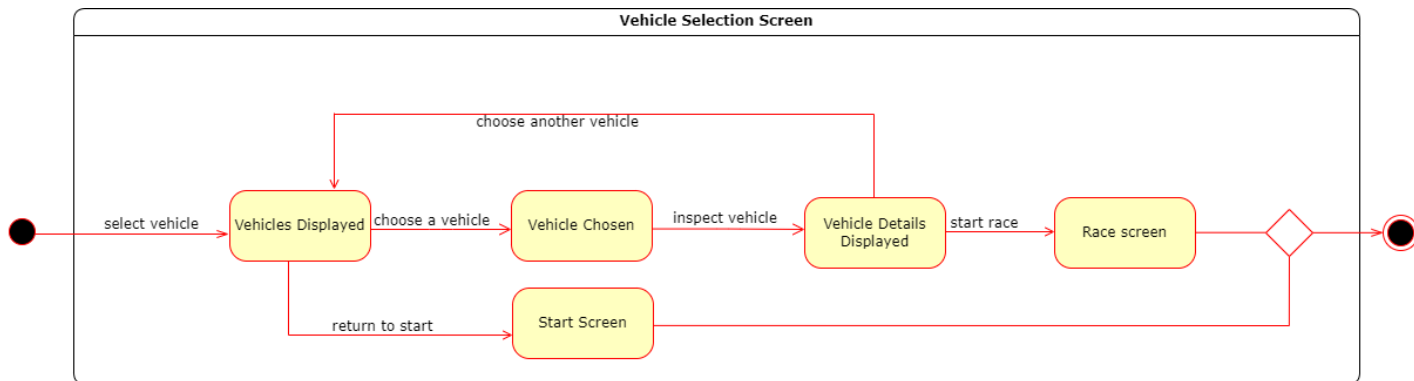 Vehicle Selection Screen
choose another vehicle
select vehicle
Vehicles Displayed
choose a vehicle
Vehicle Chosen
inspect vehicle
Vehicle Details
Displayed
start race
Race screen
return to start
Start Screen